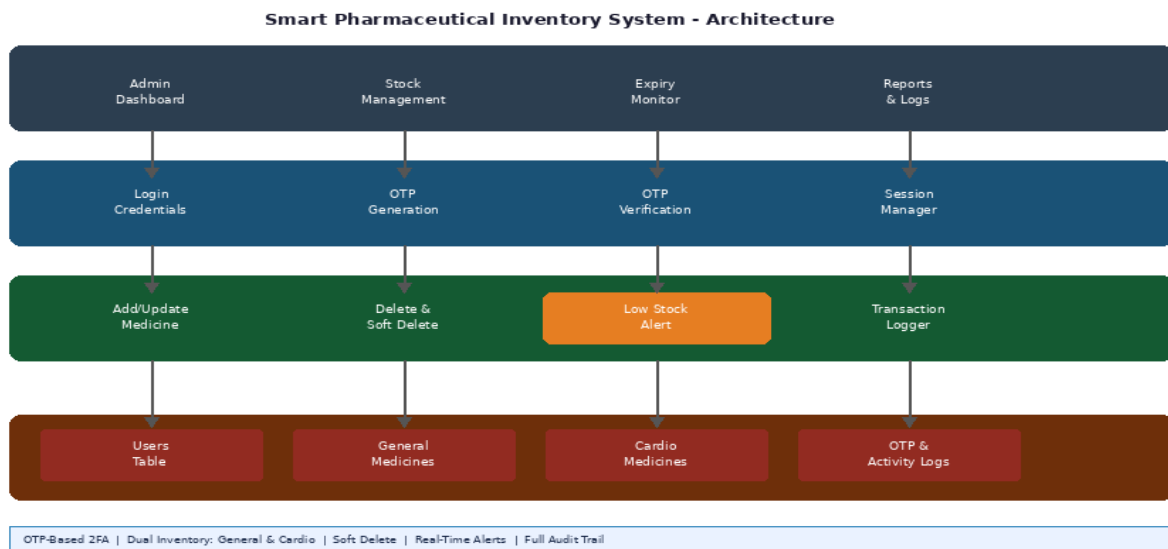 Smart Pharmaceutical Inventory System - Architecture
Admin
Dashboard
Stock
Management
Expiry
Monitor
Reports
& Logs
Login
Credentials
OTP
Generation
OTP
Verification
Session
Manager
Add/Update
Medicine
Delete &
Soft Delete
Low Stock
Alert
Transaction
Logger
Users
Table
General
Medicines
Cardio
Medicines
OTP &
Activity Logs
OTP-Based 2FA | Dual Inventory: General & Cardio | Soft Delete | Real-Time Alerts | Full Audit Trail